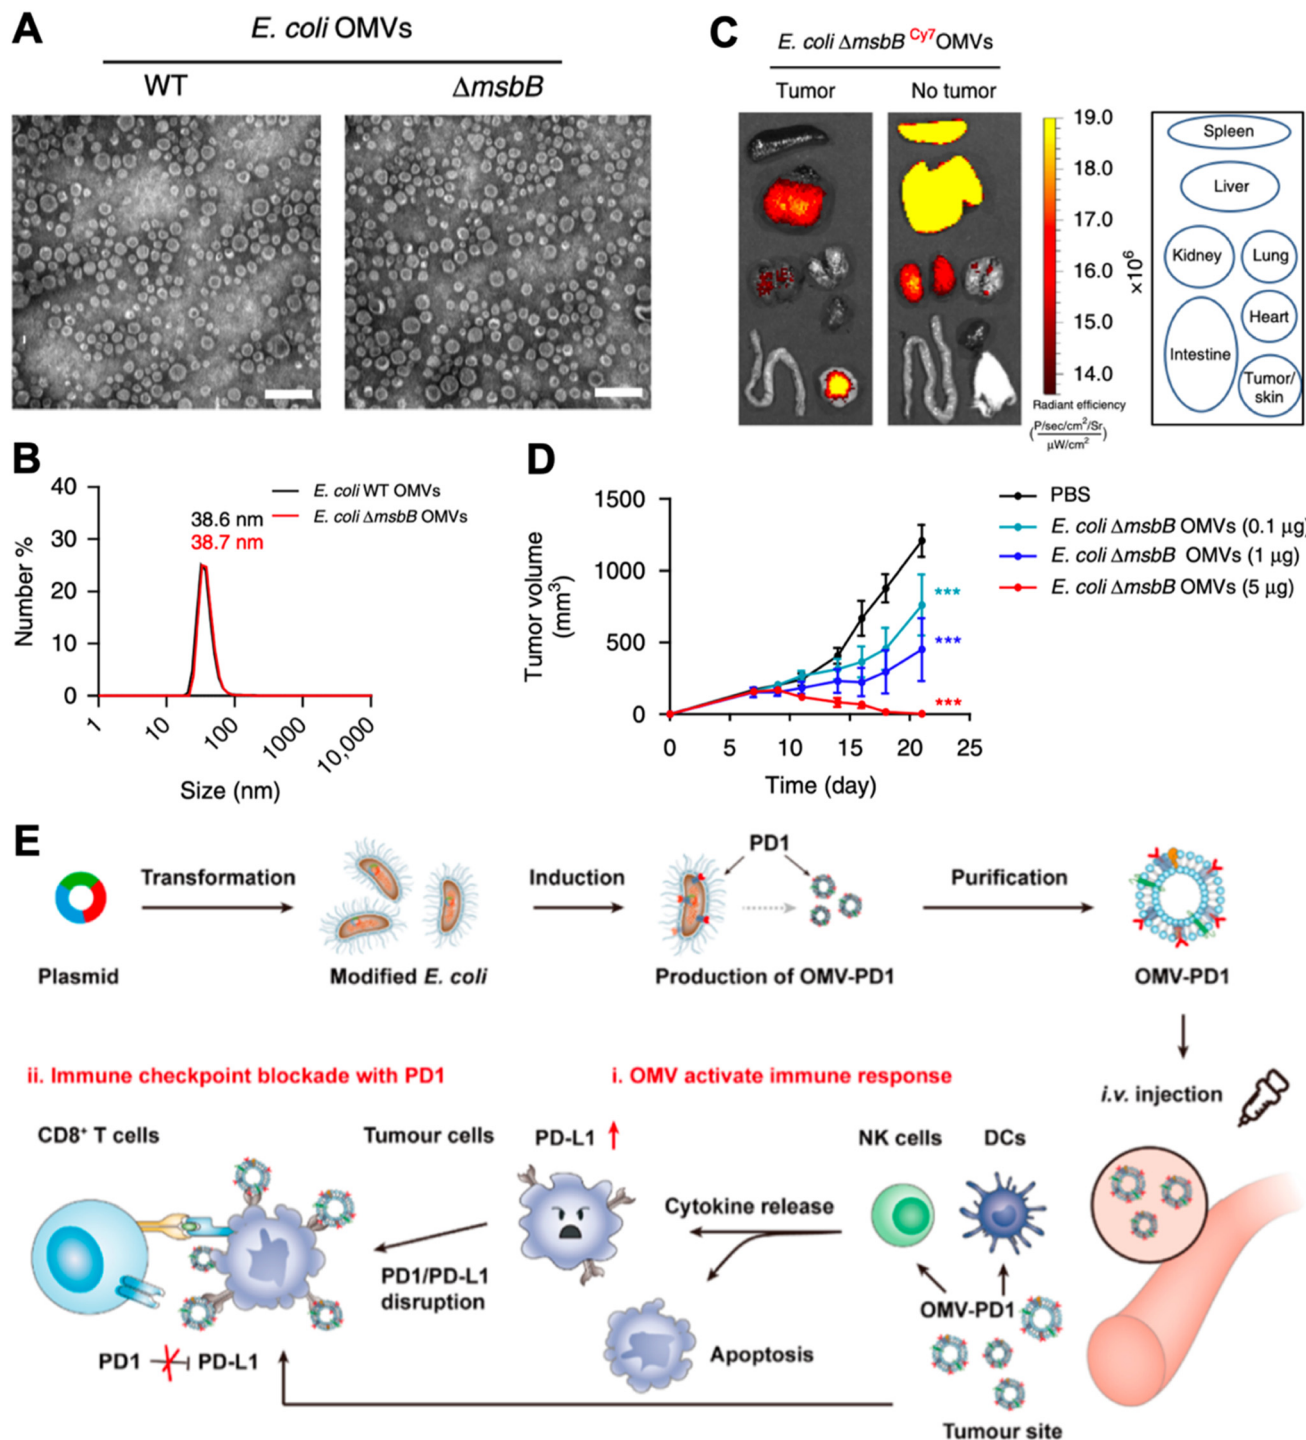 A
E. coli OMVs
WT
ΔmsbB
C
E. coli ΔmsbB Cy7OMVs
Tumor
No tumor
19.0
18.0
17.0
16.0
15.0
14.0
×10⁶
Radiant efficiency
(P/sec/cm²/Sr
μW/cm²)
Spleen
Liver
Kidney
Lung
Heart
Intestine
Tumor/
skin
B
40
30
20
10
0
Number %
38.6 nm
38.7 nm
E. coli WT OMVs
E. coli ΔmsbB OMVs
1
10
100
1000
10,000
Size (nm)
D
1500
1000
500
0
Tumor volume
(mm³)
0 5 10 15 20 25
Time (day)
***
***
***
PBS
E. coli ΔmsbB OMVs (0.1 μg)
E. coli ΔmsbB OMVs (1 μg)
E. coli ΔmsbB OMVs (5 μg)
E
Plasmid
Transformation
Modified E. coli
Induction
PD1
Production of OMV-PD1
Purification
OMV-PD1
i.v. injection
ii. Immune checkpoint blockade with PD1
i. OMV activate immune response
CD8⁺ T cells
Tumour cells
PD-L1
NK cells
DCs
Cytokine release
PD1/PD-L1
disruption
OMV-PD1
Apoptosis
PD1
PD-L1
Tumour site